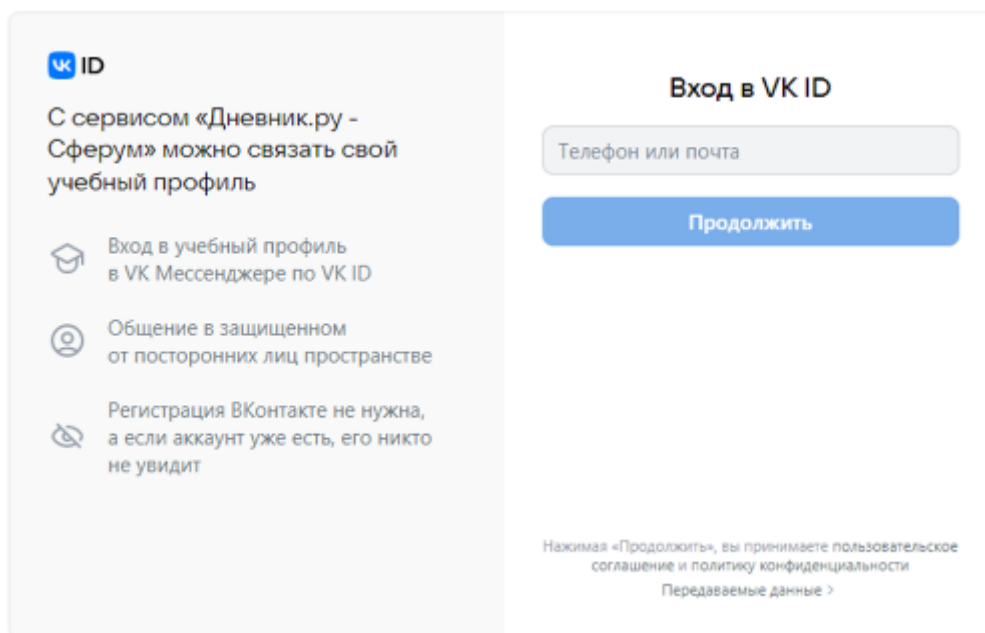 VK ID
С сервисом «Дневник.ру -
Сферум» можно связать свой
учебный профиль
Вход в учебный профиль
в VK Мессенджере по VK ID
Общение в защищенном
от посторонних лиц пространстве
Регистрация ВКонтакте не нужна,
а если аккаунт уже есть, его никто
не увидит
Вход в VK ID
Телефон или почта
Продолжить
Нажимая «Продолжить», вы принимаете пользовательское
соглашение и политику конфиденциальности
Передаваемые данные >